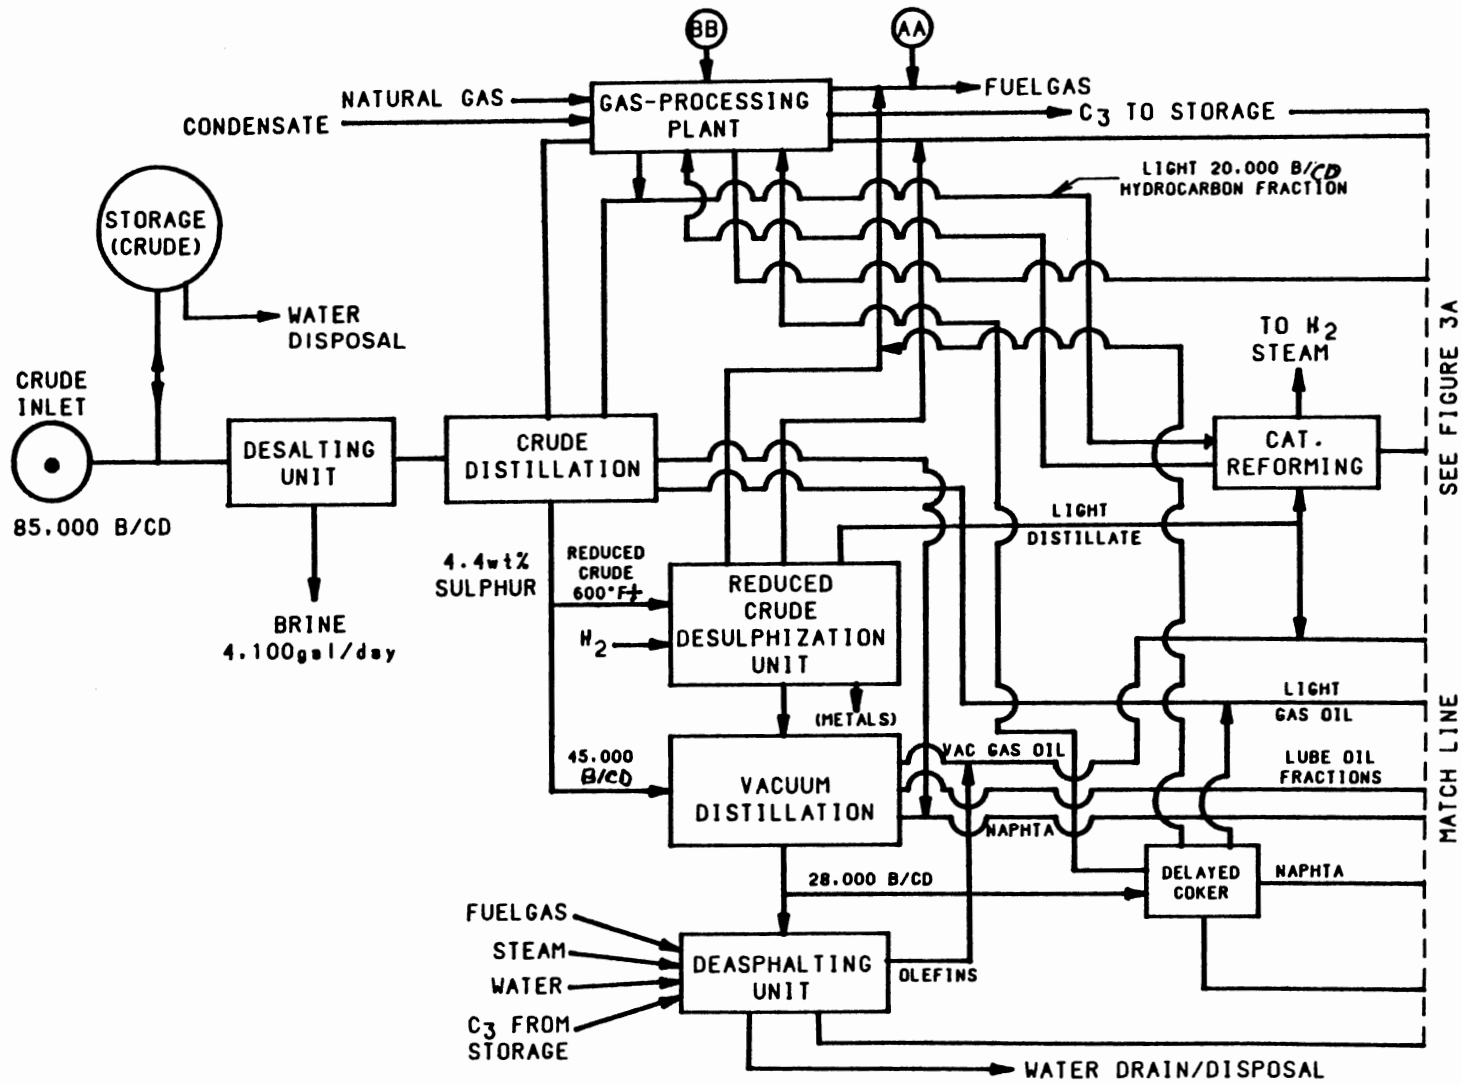 BB
AA
NATURAL GAS
CONDENSATE
GAS-PROCESSING
PLANT
FUELGAS
C3 TO STORAGE
LIGHT 20.000 B/CD
HYDROCARBON FRACTION
STORAGE
(CRUDE)
WATER
DISPOSAL
CRUDE
INLET
85.000 B/CD
DESALTING
UNIT
BRINE
4.100gal/day
CRUDE
DISTILLATION
4.4wt%
SULPHUR
REDUCED
CRUDE
600°F+
H2
REDUCED
CRUDE
DESULPHIZATION
UNIT
(METALS)
TO H2
STEAM
CAT.
REFORMING
LIGHT
DISTILLATE
SEE FIGURE 3A
MATCH LINE
LIGHT
GAS OIL
45.000
B/CD
VACUUM
DISTILLATION
VAC GAS OIL
LUBE OIL
FRACTIONS
NAPHTA
28.000 B/CD
DELAYED
COKER
NAPHTA
FUELGAS
STEAM
WATER
C3 FROM
STORAGE
DEASPHALTING
UNIT
OLEFINS
WATER DRAIN/DISPOSAL